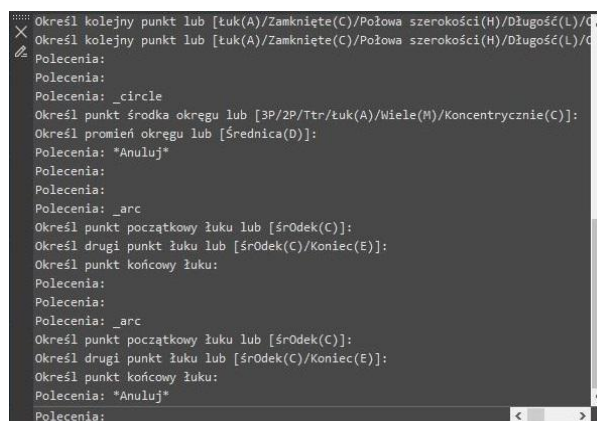 Określ kolejny punkt lub [Łuk(A)/Zamknięte(C)/Połowa szerokości(H)/Długość(L)/C
Określ kolejny punkt lub [Łuk(A)/Zamknięte(C)/Połowa szerokości(H)/Długość(L)/C
Polecenia:
Polecenia:
Polecenia: _circle
Określ punkt środka okręgu lub [3P/2P/Ttr/Łuk(A)/Wiele(M)/Koncentrycznie(C)]:
Określ promień okręgu lub [Średnica(D)]:
Polecenia: *Anuluj*
Polecenia:
Polecenia:
Polecenia: _arc
Określ punkt początkowy łuku lub [śrOdek(C)]:
Określ drugi punkt łuku lub [śrOdek(C)/Koniec(E)]:
Określ punkt końcowy łuku:
Polecenia:
Polecenia:
Polecenia: _arc
Określ punkt początkowy łuku lub [śrOdek(C)]:
Określ drugi punkt łuku lub [śrOdek(C)/Koniec(E)]:
Określ punkt końcowy łuku:
Polecenia: *Anuluj*
Polecenia: